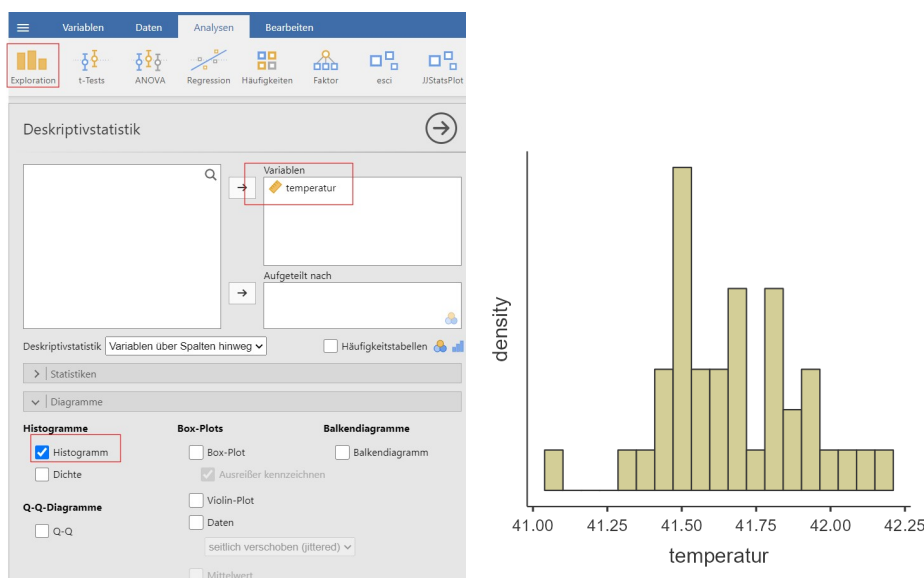 Variablen Daten Analysen Bearbeiten
Exploration t-Tests ANOVA Regression Häufigkeiten Faktor esci JJStatsPlot
Deskriptivstatistik
Variablen
temperatur
Aufgeteilt nach
Deskriptivstatistik Variablen über Spalten hinweg Häufigkeitstabellen
Statistiken
Diagramme
Histogramme Box-Plots Balkendiagramme
Histogramm Box-Plot Balkendiagramm
Dichte Ausreißer kennzeichnen
Violin-Plot
Q-Q-Diagramme
Daten
Q-Q
seitlich verschoben (jittered)
Mittelwert
density
41.00 41.25 41.50 41.75 42.00 42.25
temperatur